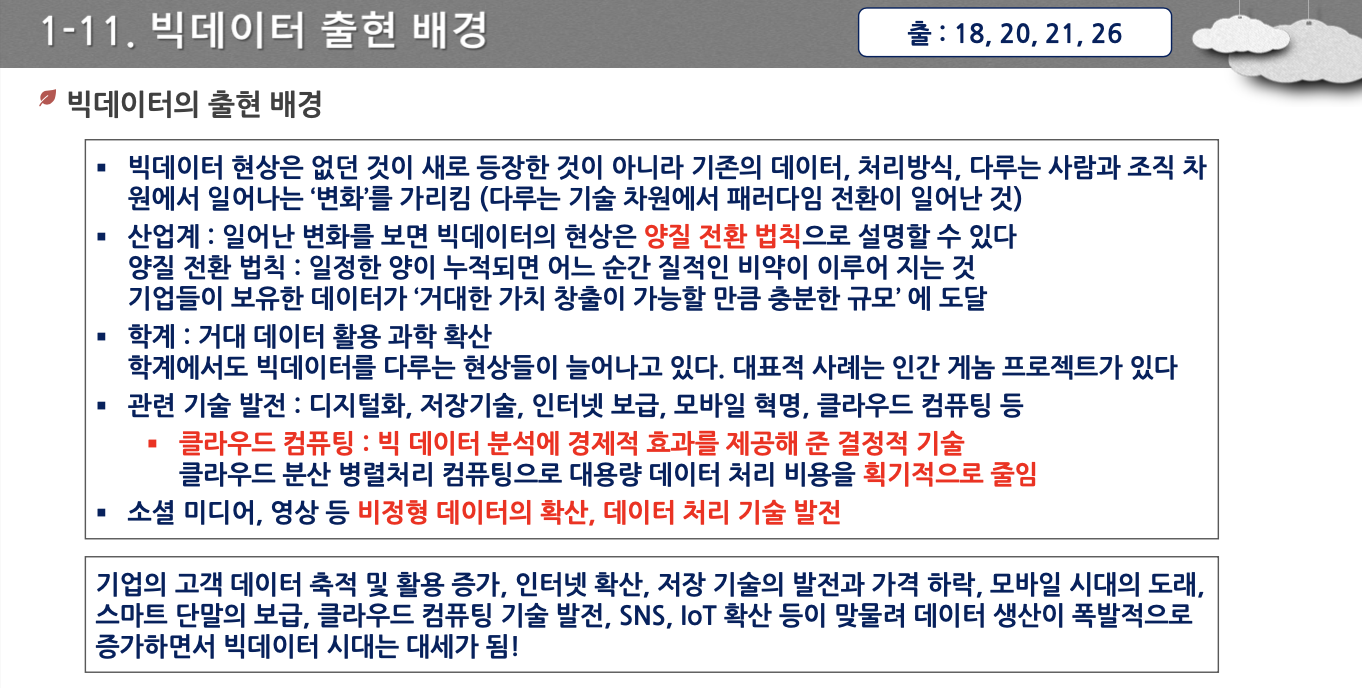 1-11. 빅데이터 출현 배경
출 : 18, 20, 21, 26
빅데이터의 출현 배경
▪ 빅데이터 현상은 없던 것이 새로 등장한 것이 아니라 기존의 데이터, 처리방식, 다루는 사람과 조직 차
원에서 일어나는 ‘변화’를 가리킴 (다루는 기술 차원에서 패러다임 전환이 일어난 것)
▪ 산업계 : 일어난 변화를 보면 빅데이터의 현상은 양질 전환 법칙으로 설명할 수 있다
양질 전환 법칙 : 일정한 양이 누적되면 어느 순간 질적인 비약이 이루어 지는 것
기업들이 보유한 데이터가 ‘거대한 가치 창출이 가능할 만큼 충분한 규모’ 에 도달
▪ 학계 : 거대 데이터 활용 과학 확산
학계에서도 빅데이터를 다루는 현상들이 늘어나고 있다. 대표적 사례는 인간 게놈 프로젝트가 있다
▪ 관련 기술 발전 : 디지털화, 저장기술, 인터넷 보급, 모바일 혁명, 클라우드 컴퓨팅 등
▪ 클라우드 컴퓨팅 : 빅 데이터 분석에 경제적 효과를 제공해 준 결정적 기술
클라우드 분산 병렬처리 컴퓨팅으로 대용량 데이터 처리 비용을 획기적으로 줄임
▪ 소셜 미디어, 영상 등 비정형 데이터의 확산, 데이터 처리 기술 발전
기업의 고객 데이터 축적 및 활용 증가, 인터넷 확산, 저장 기술의 발전과 가격 하락, 모바일 시대의 도래,
스마트 단말의 보급, 클라우드 컴퓨팅 기술 발전, SNS, IoT 확산 등이 맞물려 데이터 생산이 폭발적으로
증가하면서 빅데이터 시대는 대세가 됨!